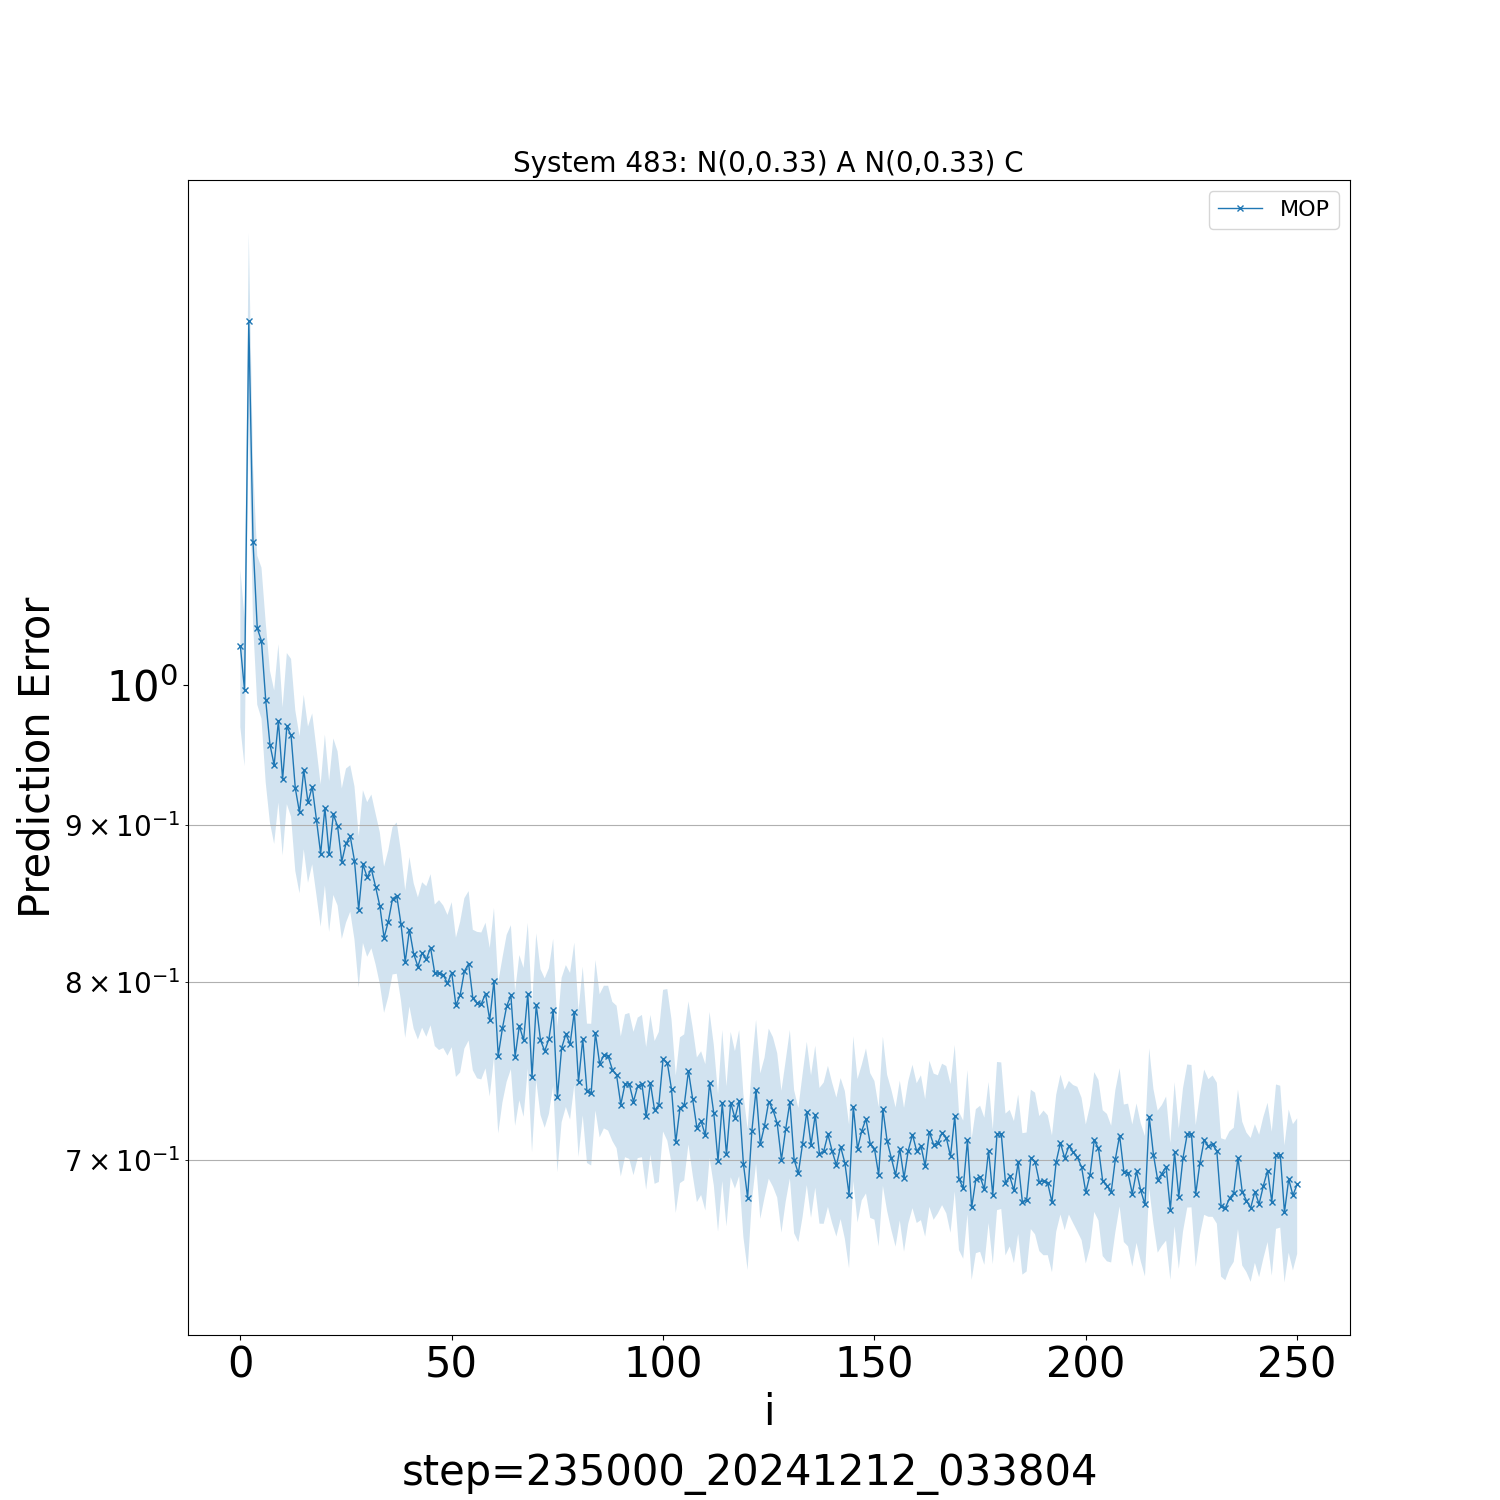 System 483: N(0,0.33) A N(0,0.33) C
MOP
Prediction Error
10⁰
9 × 10⁻¹
8 × 10⁻¹
7 × 10⁻¹
0 50 100 150 200 250
i
step=235000_20241212_033804